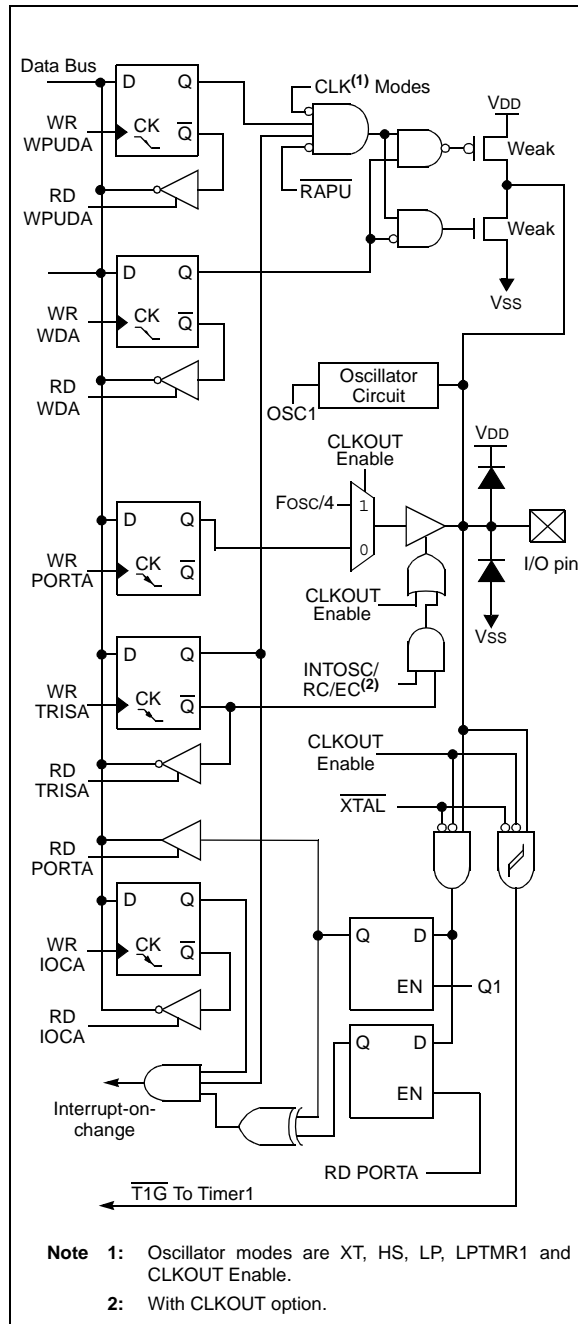 Data Bus
D Q
WR
WPUDA
CK
Q
RD
WPUDA
CLK(1) Modes
RAPU
VDD
Weak
Weak
VSS
D Q
WR
WDA
CK
Q
RD
WDA
Oscillator
Circuit
OSC1
CLKOUT
Enable
VDD
FOSC/4
1
0
I/O pin
VSS
D Q
WR
PORTA
CK
Q
CLKOUT
Enable
INTOSC/
RC/EC(2)
D Q
WR
TRISA
CK
Q
RD
TRISA
CLKOUT
Enable
XTAL
RD
PORTA
D Q
WR
IOCA
CK
Q
RD
IOCA
Q D
EN
Q1
Q D
EN
Interrupt-on-
change
RD PORTA
T1G To Timer1
Note 1: Oscillator modes are XT, HS, LP, LPTMR1 and
CLKOUT Enable.
2: With CLKOUT option.